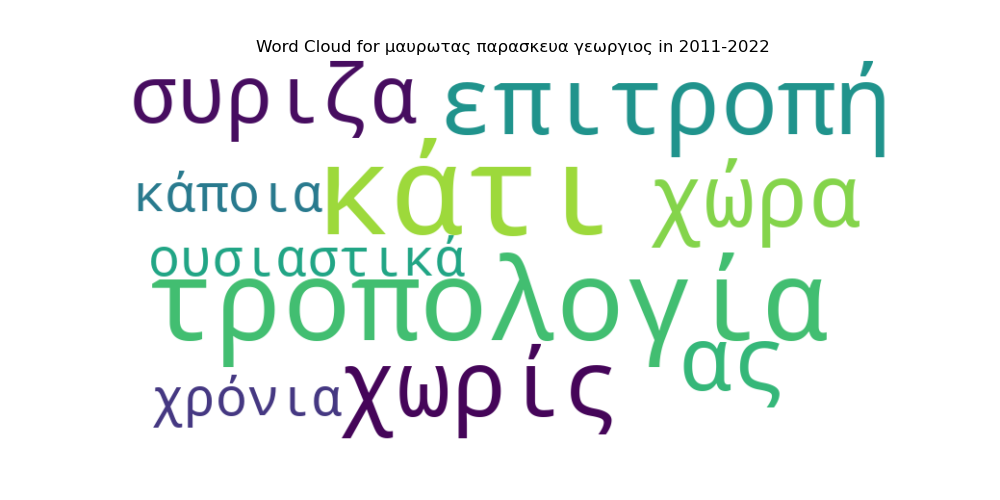 Word Cloud for μαυρωτας παρασκευα γεωργιος in 2011-2022
συριζα επιτροπή
κάποια κάτι χώρα
ουσιαστικά
τροπολογία
ας
χρόνια χωρίς